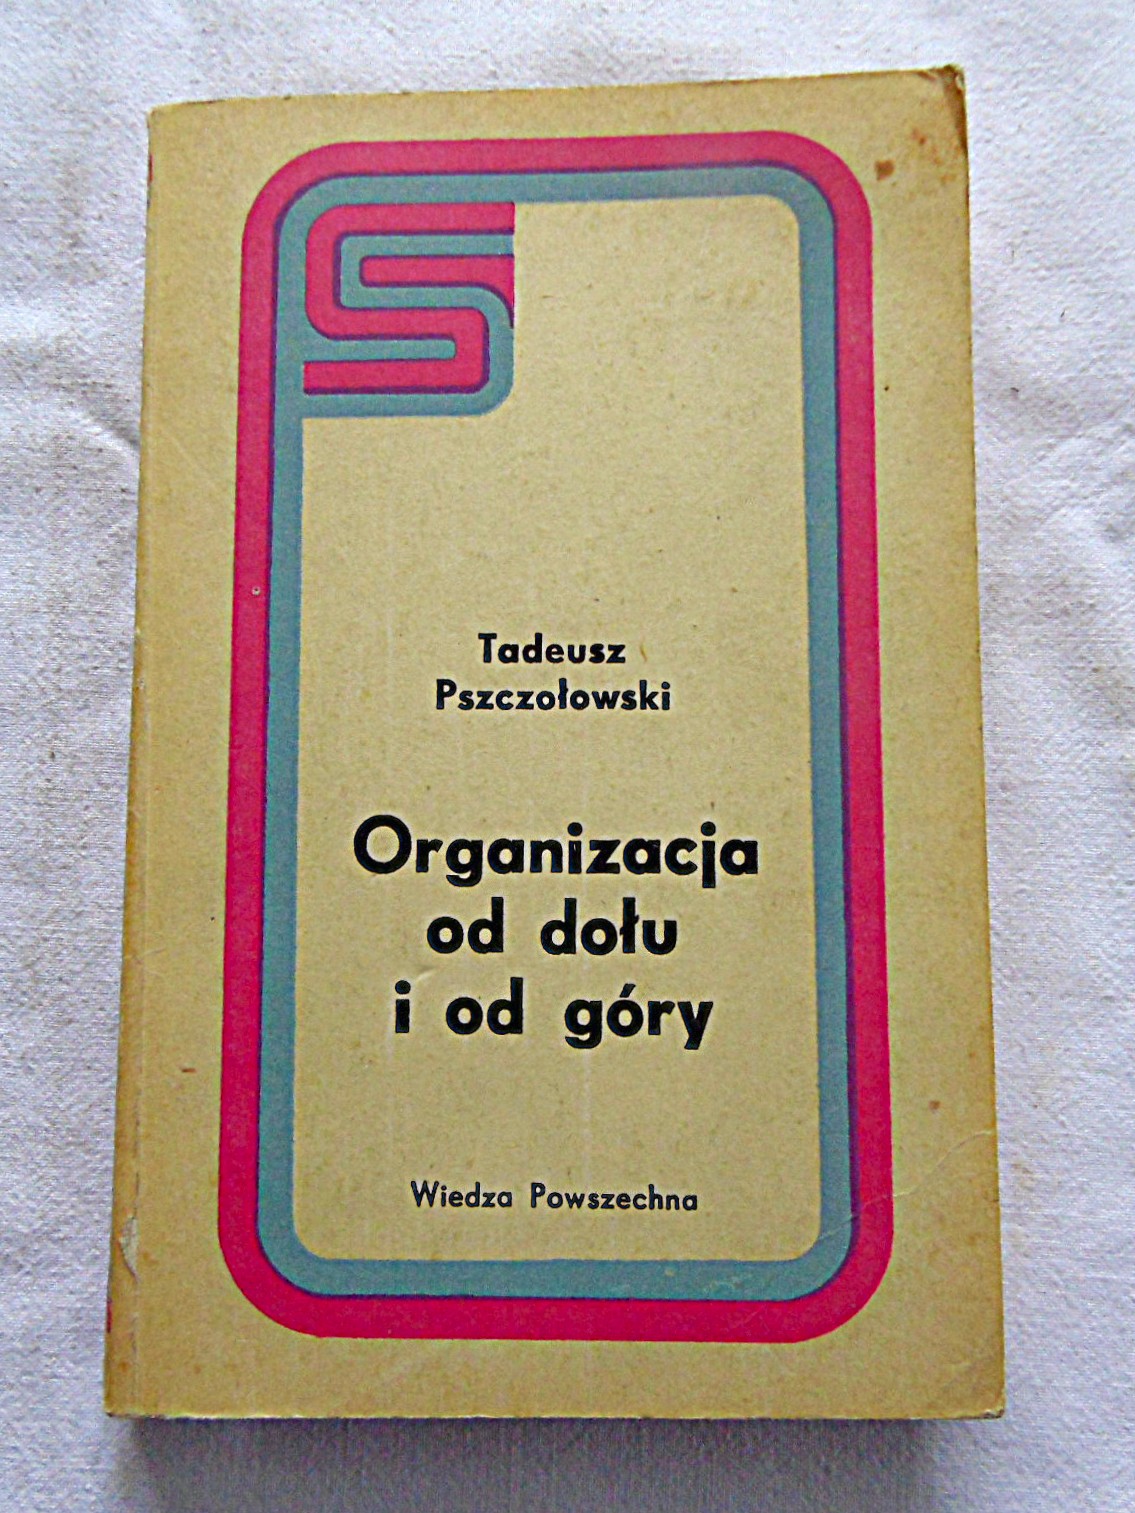 S
Tadeusz
Pszczołowski
Organizacja
od dołu
i od góry
Wiedza Powszechna